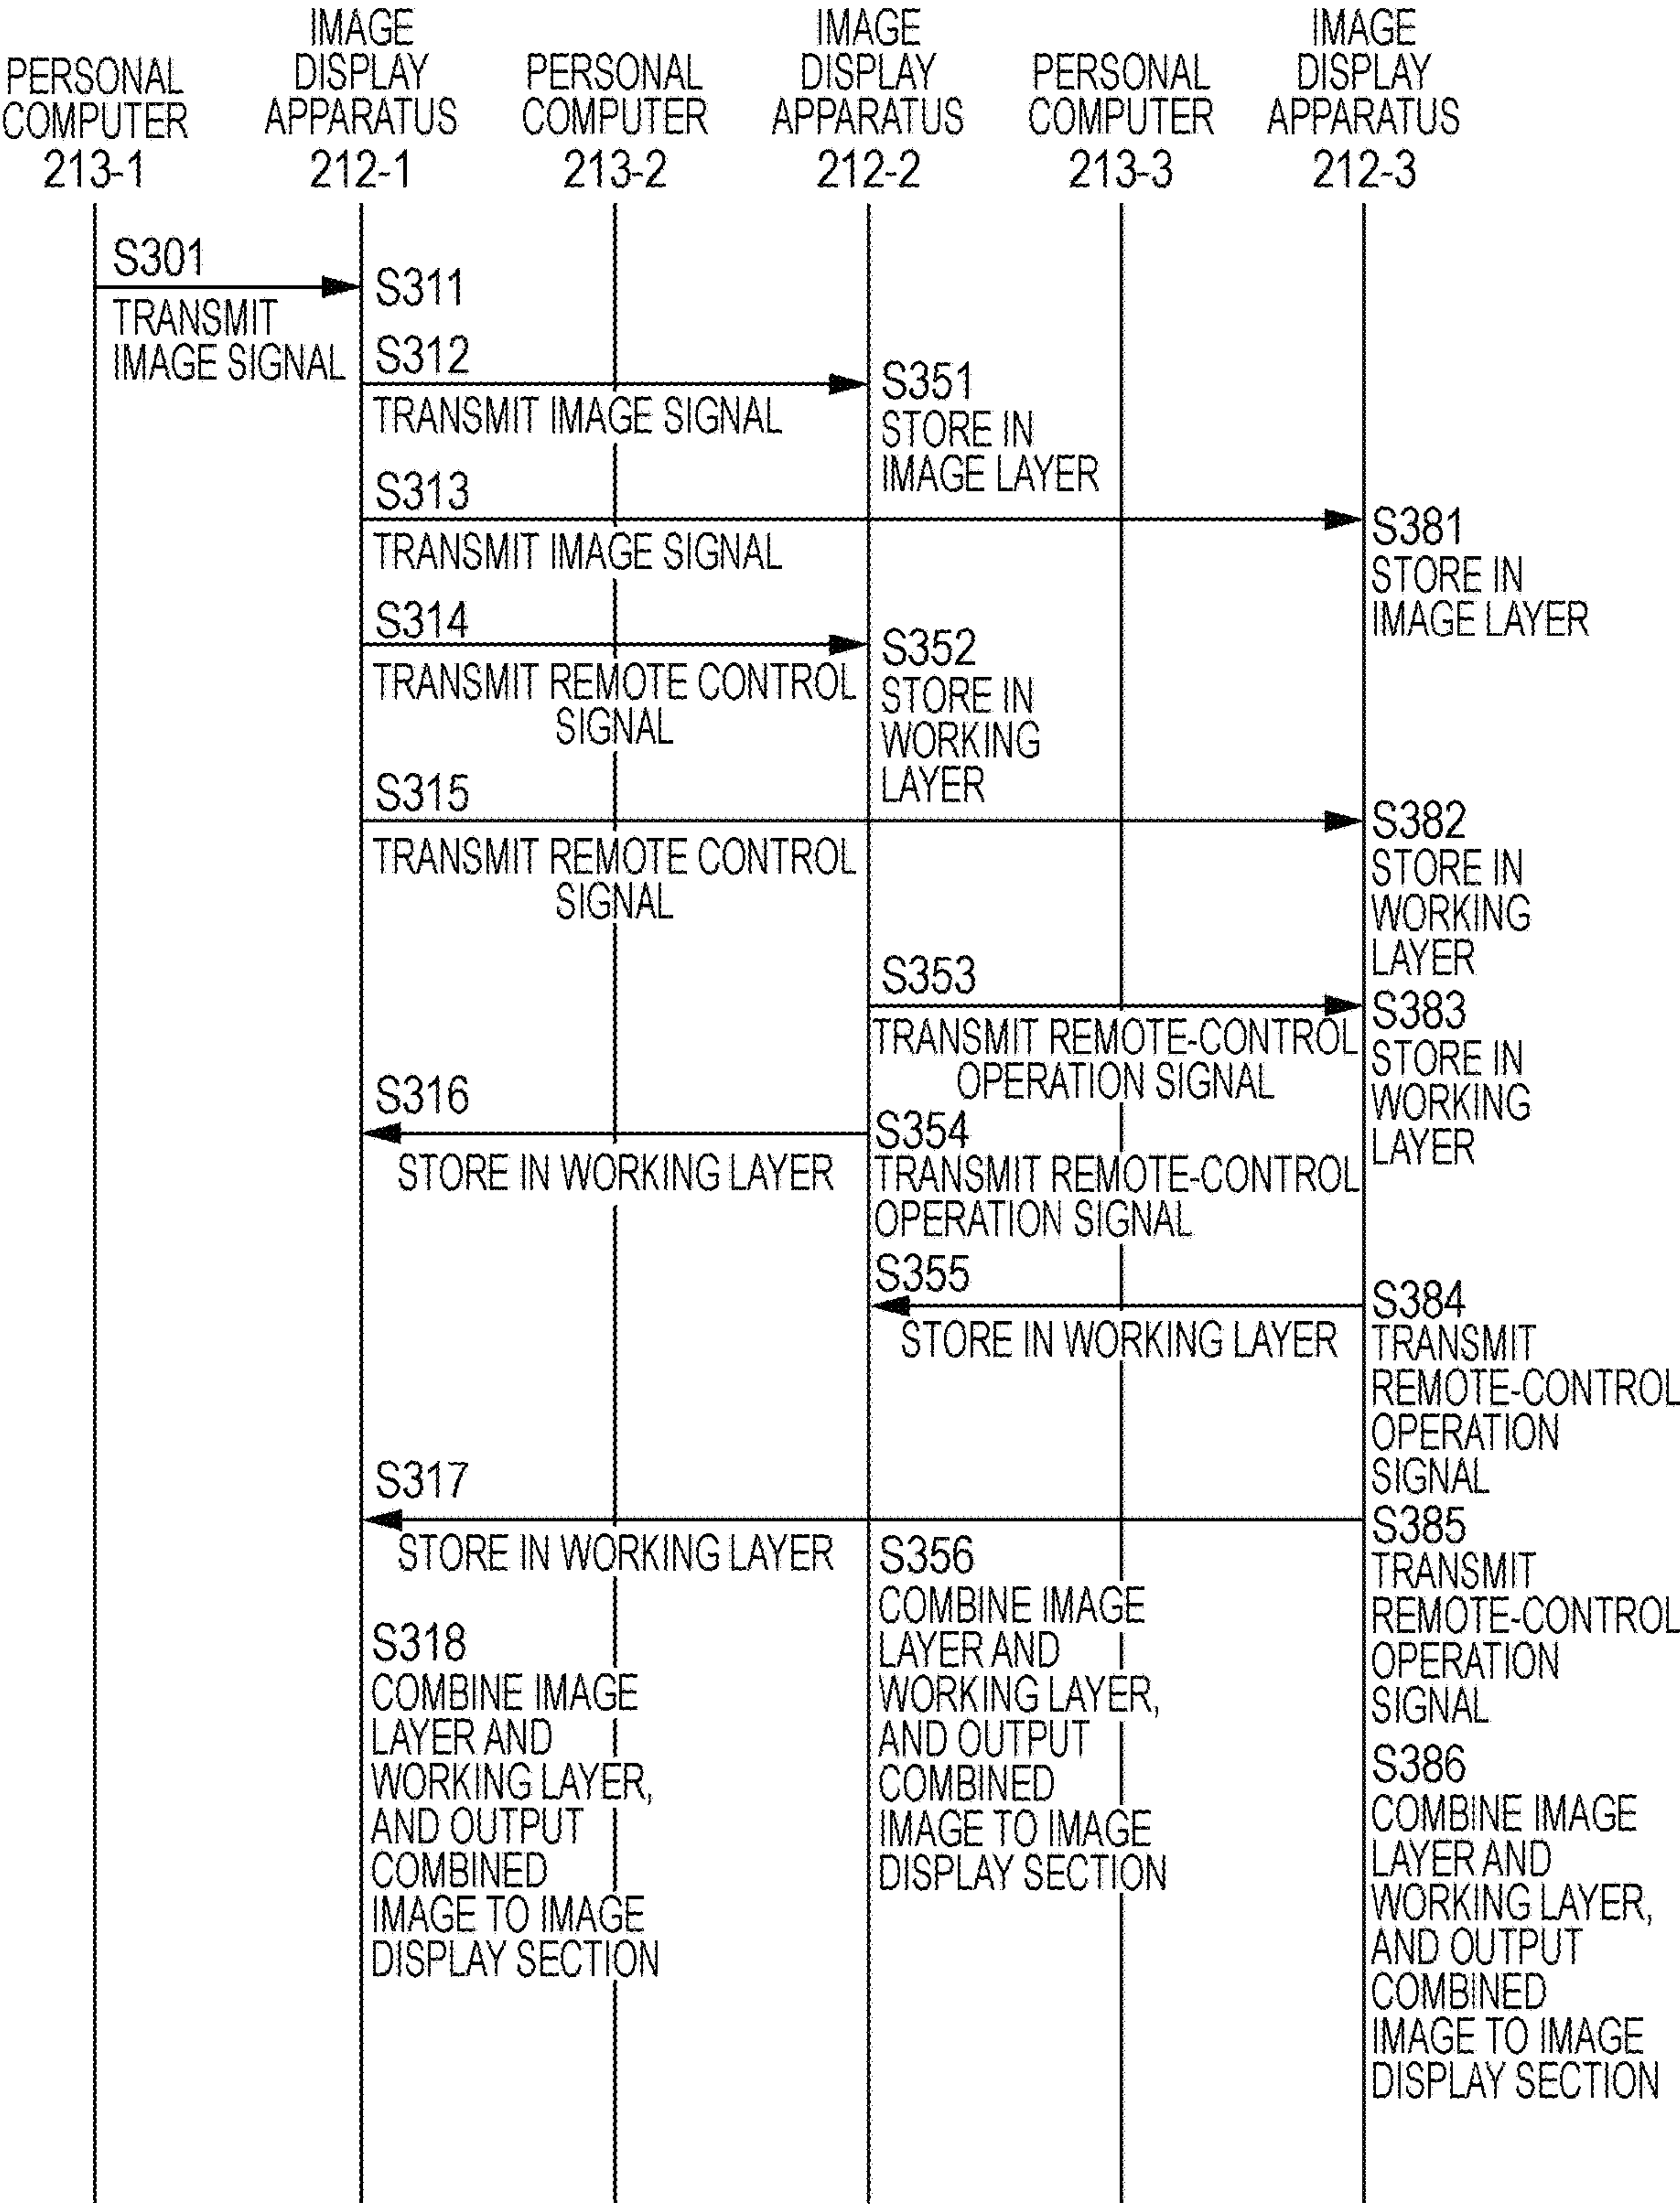 PERSONAL
COMPUTER
213-1
IMAGE
DISPLAY
APPARATUS
212-1
PERSONAL
COMPUTER
213-2
IMAGE
DISPLAY
APPARATUS
212-2
PERSONAL
COMPUTER
213-3
IMAGE
DISPLAY
APPARATUS
212-3
S301
TRANSMIT
IMAGE SIGNAL
S311
S312
TRANSMIT IMAGE SIGNAL
S351
STORE IN
IMAGE LAYER
S313
TRANSMIT IMAGE SIGNAL
S381
STORE IN
IMAGE LAYER
S314
TRANSMIT REMOTE CONTROL
SIGNAL
S352
STORE IN
WORKING
LAYER
S315
TRANSMIT REMOTE CONTROL
SIGNAL
S382
STORE IN
WORKING
LAYER
S353
TRANSMIT REMOTE-CONTROL
OPERATION SIGNAL
S383
STORE IN
WORKING
LAYER
S316
STORE IN WORKING LAYER
S354
TRANSMIT REMOTE-CONTROL
OPERATION SIGNAL
S355
STORE IN WORKING LAYER
S384
TRANSMIT
REMOTE-CONTROL
OPERATION
SIGNAL
S317
STORE IN WORKING LAYER
S385
TRANSMIT
REMOTE-CONTROL
OPERATION
SIGNAL
S356
COMBINE IMAGE
LAYER AND
WORKING LAYER,
AND OUTPUT
COMBINED
IMAGE TO IMAGE
DISPLAY SECTION
S318
COMBINE IMAGE
LAYER AND
WORKING LAYER,
AND OUTPUT
COMBINED
IMAGE TO IMAGE
DISPLAY SECTION
S386
COMBINE IMAGE
LAYER AND
WORKING LAYER,
AND OUTPUT
COMBINED
IMAGE TO IMAGE
DISPLAY SECTION